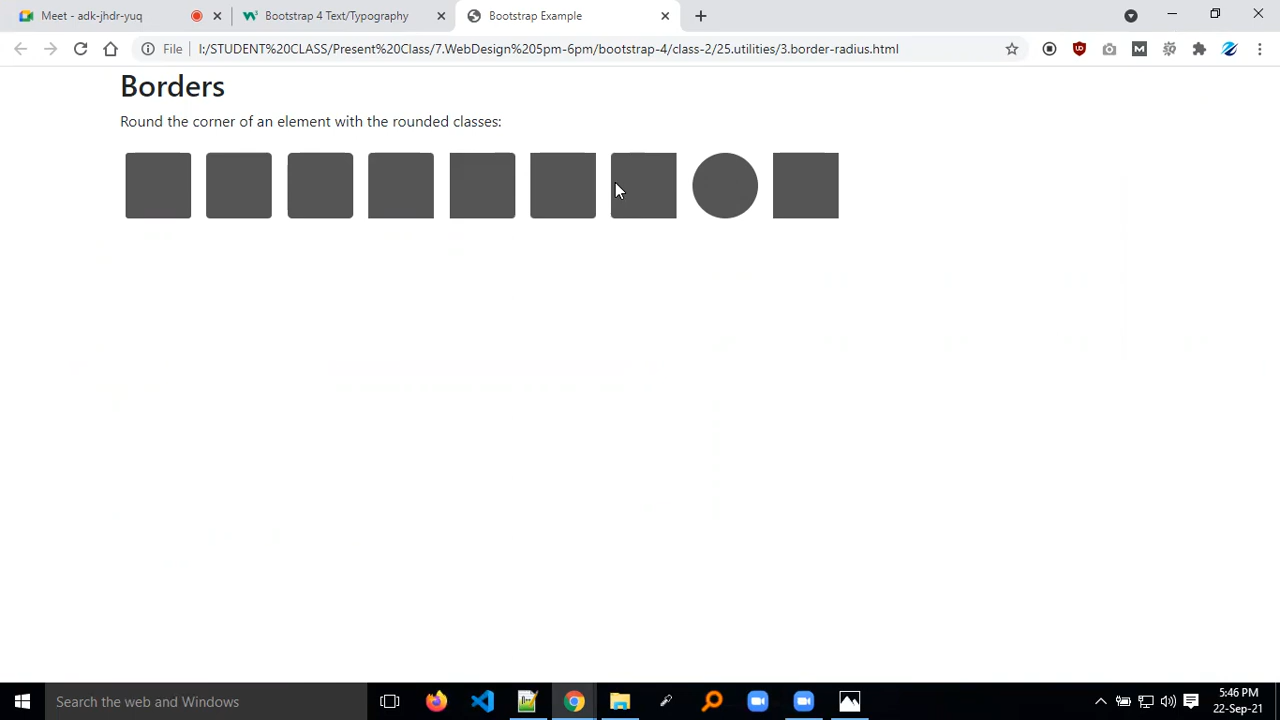 Meet - adk-jhdr-yuq
Bootstrap 4 Text/Typography
Bootstrap Example
File
I:/STUDENT%20CLASS/Present%20Class/7.WebDesign%205pm-6pm/bootstrap-4/class-2/25.utilities/3.border-radius.html
Borders
Round the corner of an element with the rounded classes:
Search the web and Windows
5:46 PM
22-Sep-21